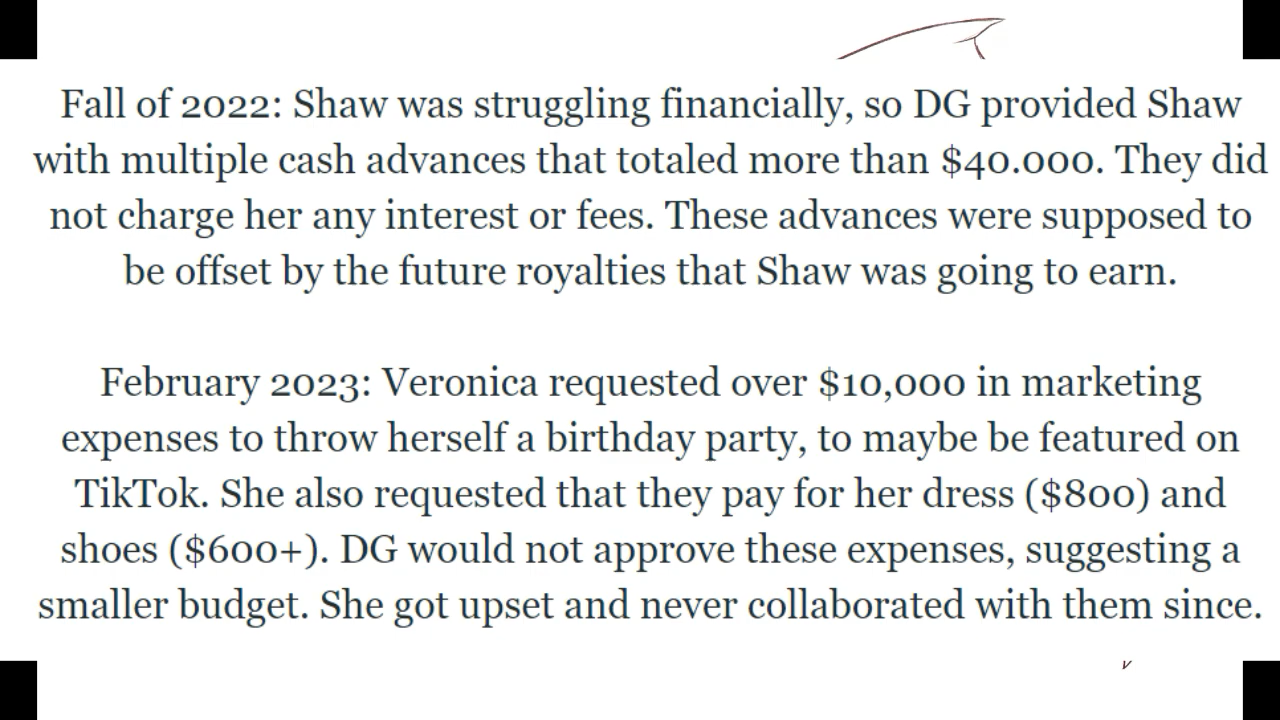 Fall of 2022: Shaw was struggling financially, so DG provided Shaw
with multiple cash advances that totaled more than $40.000. They did
not charge her any interest or fees. These advances were supposed to
be offset by the future royalties that Shaw was going to earn.
February 2023: Veronica requested over $10,000 in marketing
expenses to throw herself a birthday party, to maybe be featured on
TikTok. She also requested that they pay for her dress ($800) and
shoes ($600+). DG would not approve these expenses, suggesting a
smaller budget. She got upset and never collaborated with them since.